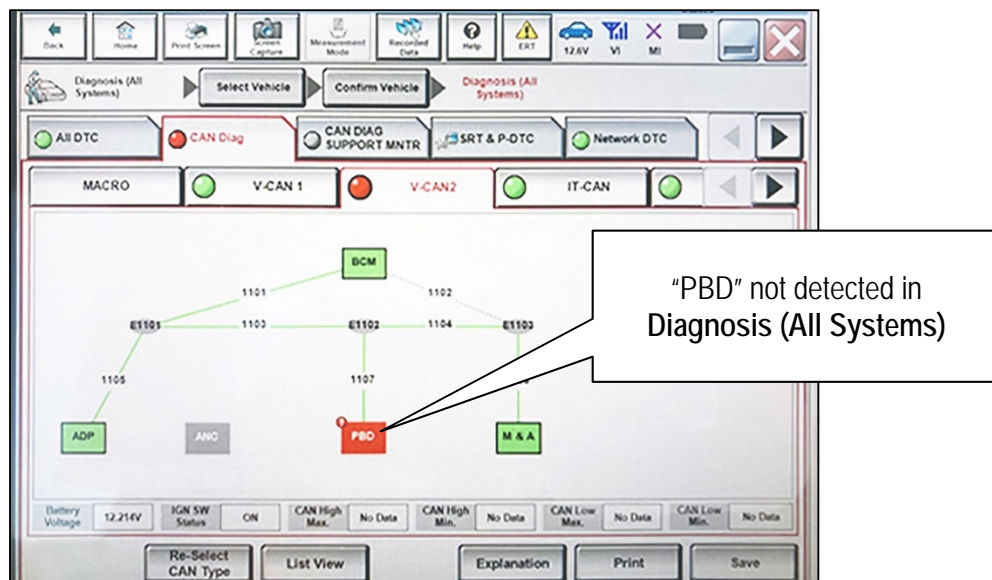 Back
Home
Print Screen
Screen Capture
Measurement Mode
Recorded Data
Help
ERT
12.6V
VI
MI
Diagnosis (All Systems)
Select Vehicle
Confirm Vehicle
Diagnosis (All Systems)
All DTC
CAN Diag
CAN DIAG SUPPORT MNTR
SRT & P-DTC
Network DTC
MACRO
V-CAN 1
V-CAN2
IT-CAN
BCM
1101
1102
E1101
1103
E1102
1104
E1103
"PBD" not detected in
Diagnosis (All Systems)
1105
1107
ADP
ANC
PBD
M & A
Battery Voltage
12.214V
IGN SW Status
ON
CAN High Max.
No Data
CAN High Min.
No Data
CAN Low Max.
No Data
CAN Low Min.
No Data
Re-Select CAN Type
List View
Explanation
Print
Save